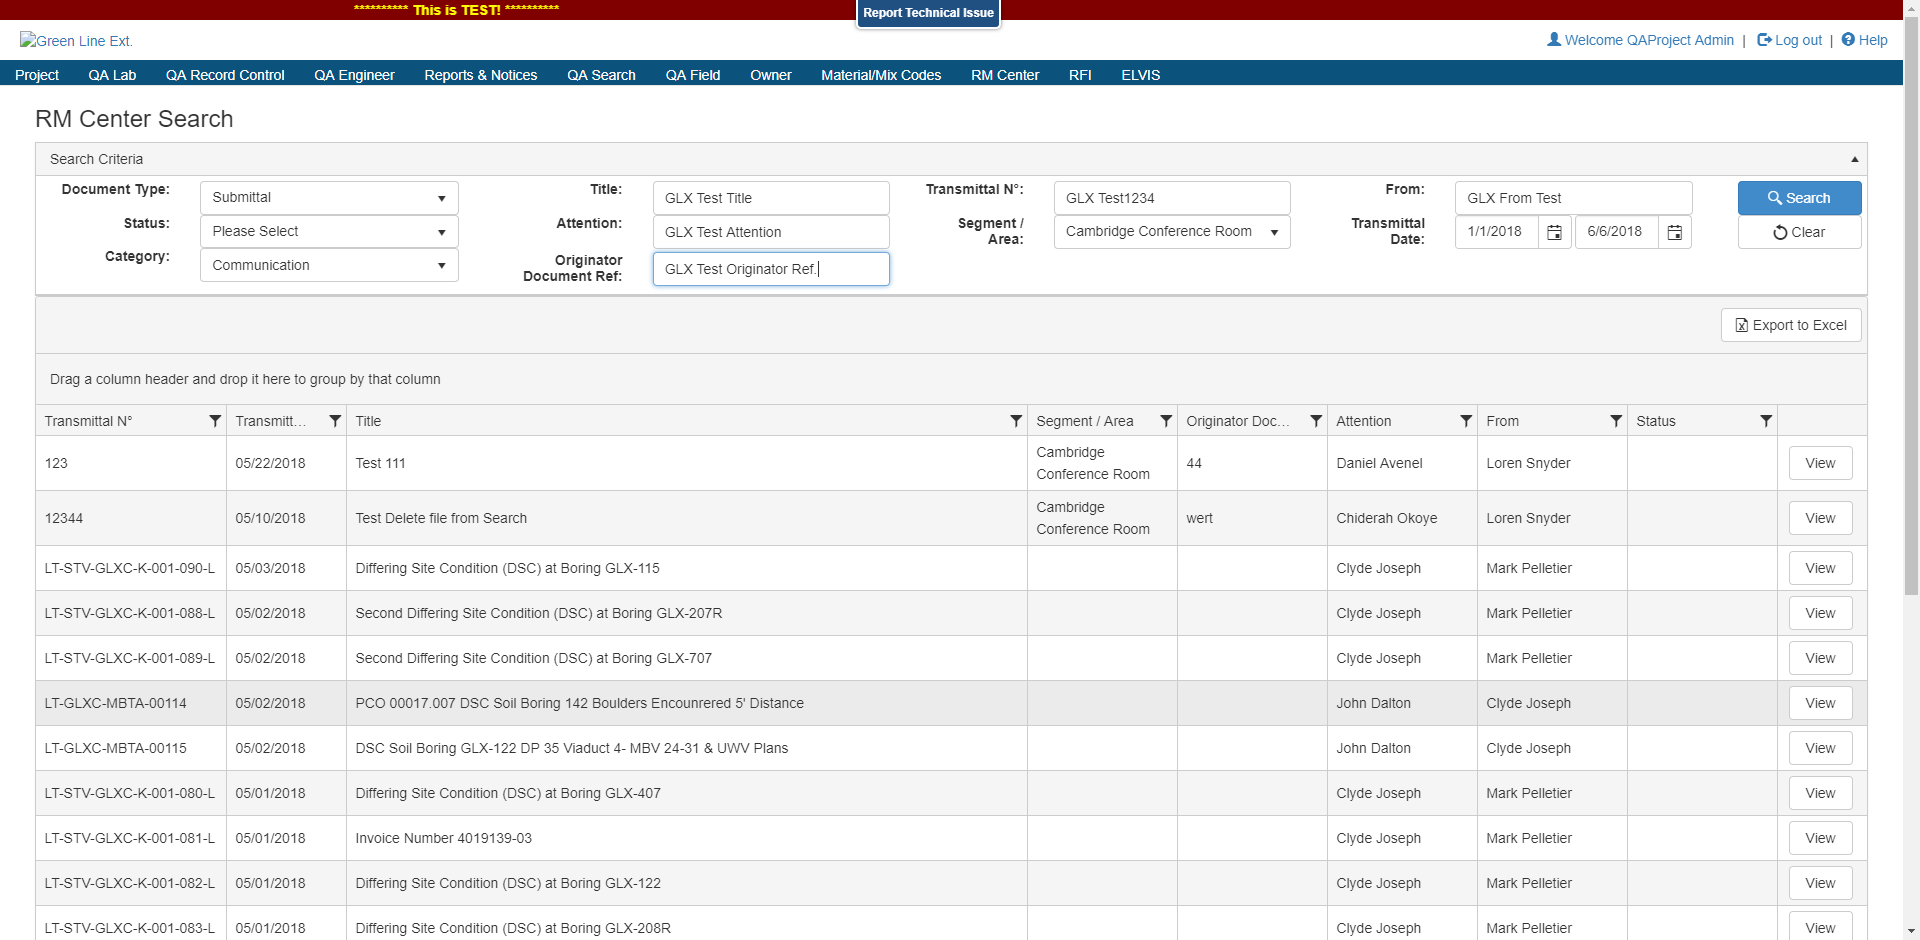 ********** This is TEST! **********
Report Technical Issue
Green Line Ext.
Welcome QAProject Admin | Log out | Help
Project QA Lab QA Record Control QA Engineer Reports & Notices QA Search QA Field Owner Material/Mix Codes RM Center RFI ELVIS
RM Center Search
Search Criteria
Document Type: Submittal Title: GLX Test Title Transmittal N°: GLX Test1234 From: GLX From Test Search
Status: Please Select Attention: GLX Test Attention Segment / Area: Cambridge Conference Room Transmittal Date: 1/1/2018 6/6/2018 Clear
Category: Communication Originator Document Ref: GLX Test Originator Ref.
Export to Excel
Drag a column header and drop it here to group by that column
Transmittal N° Transmitt... Title Segment / Area Originator Doc... Attention From Status
123 05/22/2018 Test 111 Cambridge Conference Room 44 Daniel Avenel Loren Snyder View
12344 05/10/2018 Test Delete file from Search Cambridge Conference Room wert Chiderah Okoye Loren Snyder View
LT-STV-GLXC-K-001-090-L 05/03/2018 Differing Site Condition (DSC) at Boring GLX-115 Clyde Joseph Mark Pelletier View
LT-STV-GLXC-K-001-088-L 05/02/2018 Second Differing Site Condition (DSC) at Boring GLX-207R Clyde Joseph Mark Pelletier View
LT-STV-GLXC-K-001-089-L 05/02/2018 Second Differing Site Condition (DSC) at Boring GLX-707 Clyde Joseph Mark Pelletier View
LT-GLXC-MBTA-00114 05/02/2018 PCO 00017.007 DSC Soil Boring 142 Boulders Encounrered 5' Distance John Dalton Clyde Joseph View
LT-GLXC-MBTA-00115 05/02/2018 DSC Soil Boring GLX-122 DP 35 Viaduct 4- MBV 24-31 & UWV Plans John Dalton Clyde Joseph View
LT-STV-GLXC-K-001-080-L 05/01/2018 Differing Site Condition (DSC) at Boring GLX-407 Clyde Joseph Mark Pelletier View
LT-STV-GLXC-K-001-081-L 05/01/2018 Invoice Number 4019139-03 Clyde Joseph Mark Pelletier View
LT-STV-GLXC-K-001-082-L 05/01/2018 Differing Site Condition (DSC) at Boring GLX-122 Clyde Joseph Mark Pelletier View
LT-STV-GLXC-K-001-083-L 05/01/2018 Differing Site Condition (DSC) at Boring GLX-208R Clyde Joseph Mark Pelletier View